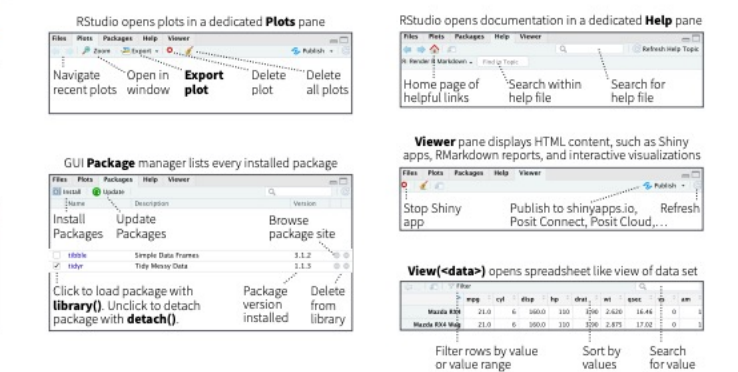 RStudio opens plots in a dedicated Plots pane
Files Plots Packages Help Viewer
Zoom Export Publish
Navigate recent plots
Open in window
Export plot
Delete plot
Delete all plots
GUI Package manager lists every installed package
Files Plots Packages Help Viewer
Install Update
Name Description Version
Install Packages
Update Packages
Browse package site
tibble Simple Data Frames 3.1.2
tidyr Tidy Messy Data 1.1.3
Click to load package with
library(). Unclick to detach
package with detach().
Package version installed
Delete from library
RStudio opens documentation in a dedicated Help pane
Files Plots Packages Help Viewer
Refresh Help Topic
R: Render R Markdown Find in Topic
Home page of helpful links
Search within help file
Search for help file
Viewer pane displays HTML content, such as Shiny
apps, RMarkdown reports, and interactive visualizations
Files Plots Packages Help Viewer
Publish
Stop Shiny app
Publish to shinyapps.io,
Posit Connect, Posit Cloud,…
Refresh
View(<data>) opens spreadsheet like view of data set
Filter
mpg cyl disp hp drat wt qsec vs am
Mazda RX4 21.0 6 160.0 110 3.90 2.620 16.46 0 1
Mazda RX4 Wag 21.0 6 160.0 110 3.90 2.875 17.02 0 1
Filter rows by value
or value range
Sort by values
Search for value